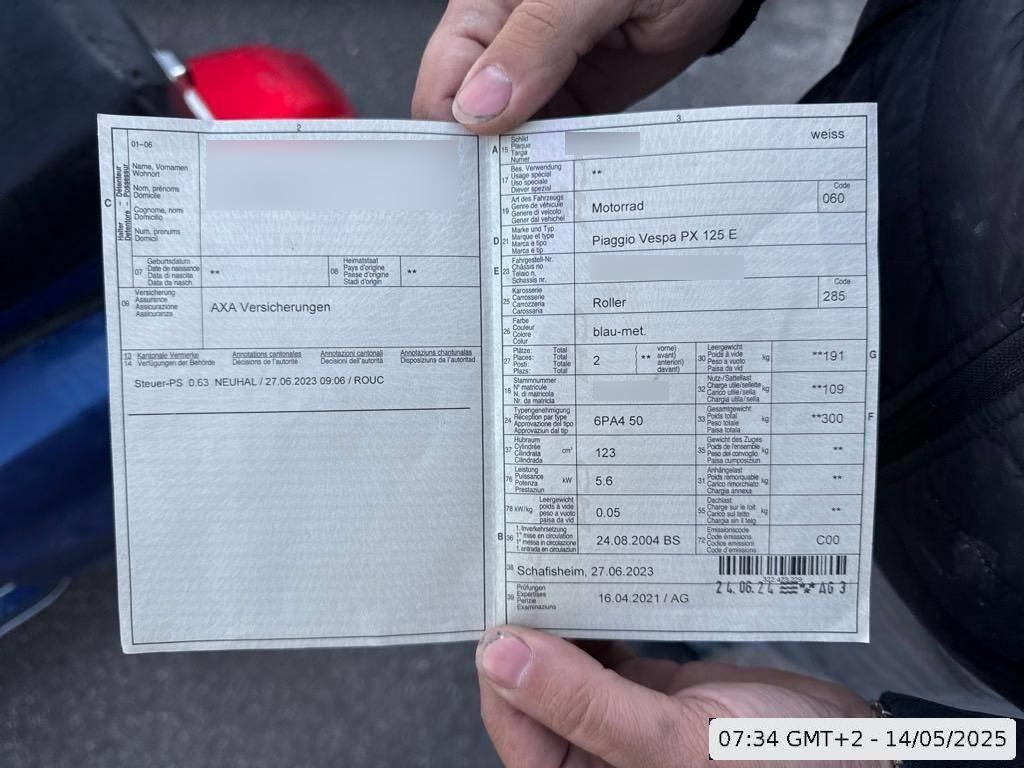 2
01–06
Name, Vornamen
Wohnort
Nom, prénoms
Domicile
Cognome, nomi
Domicilio
Num, prenums
Domicil
C
Halter – Détenteur
Detentore – Possessur
07
Geburtsdatum
Date de naissance
Data di nascita
Data da nasch.
**
08
Heimatstaat
Pays d'origine
Paese d'origine
Stadi d'origin
**
09
Versicherung
Assurance
Assicurazione
Assicuranza
AXA Versicherungen
13 Kantonale Vermerke Annotations cantonales Annotazioni cantonali Annotaziuns chantunalas
14 Verfügungen der Behörde Décisions de l'autorité Decisioni dell'autorità Disposiziuns da l'autoritad
Steuer-PS 0.63 NEUHAL / 27.06.2023 09:06 / ROUC
3
A 15
Schild
Plaque
Targa
Numer
weiss
17
Bes. Verwendung
Usage spécial
Uso speciale
Diever spezial
**
19
Art des Fahrzeugs
Genre de véhicule
Genere di veicolo
Gener dal vehichel
Motorrad
Code
060
D 21
Marke und Typ
Marque et type
Marca e tipo
Marca e tip
Piaggio Vespa PX 125 E
E 23
Fahrgestell-Nr.
Châssis no
Telaio n.
Schassis nr.
25
Karosserie
Carrosserie
Carrozzeria
Carossaria
Roller
Code
285
26
Farbe
Couleur
Colore
Colur
blau-met.
27
Plätze: Total
Places: Total
Posti: Totale
Plazs: Total
2
**
vorne)
avant)
anteriori)
davant)
30
Leergewicht
Poids à vide
Peso a vuoto
Paisa da vid
kg
**191
G
18
Stammnummer
N° matricule
N. di matricola
Nr. da matricla
32
Nutz-/Sattellast
Charge utile/sellette
Carico utile/sella
Chargia utila/sella
kg
**109
24
Typengenehmigung
Réception par type
Approvazione del tipo
Approvaziun dal tip
6PA4 50
33
Gesamtgewicht
Poids total
Peso totale
Paisa totala
kg
**300
F
37
Hubraum
Cylindrée
Cilindrata
Cilindrada
cm³
123
35
Gewicht des Zuges
Poids de l'ensemble
Peso del convoglio
Paisa cumposiziun
kg
**
76
Leistung
Puissance
Potenza
Prestaziun
kW
5.6
31
Anhängelast
Poids remorquable
Carico rimorchiato
Chargia annexa
kg
**
78 kW/kg
Leergewicht
poids à vide
peso a vuoto
paisa da vid
0.05
55
Dachlast
Charge sur le toit
Carico sul tetto
Chargia sin il tetg
kg
**
B 36
1. Inverkehrsetzung
1re mise en circulation
1a messa in circolazione
1. entrada en circulaziun
24.08.2004 BS
72
Emissionscode
Code émissions
Codice emissioni
Code d'emissions
C00
38 Schafisheim, 27.06.2023
24.06.24 AG 3
39
Prüfungen
Expertises
Perizie
Examinaziuns
16.04.2021 / AG
07:34 GMT+2 - 14/05/2025